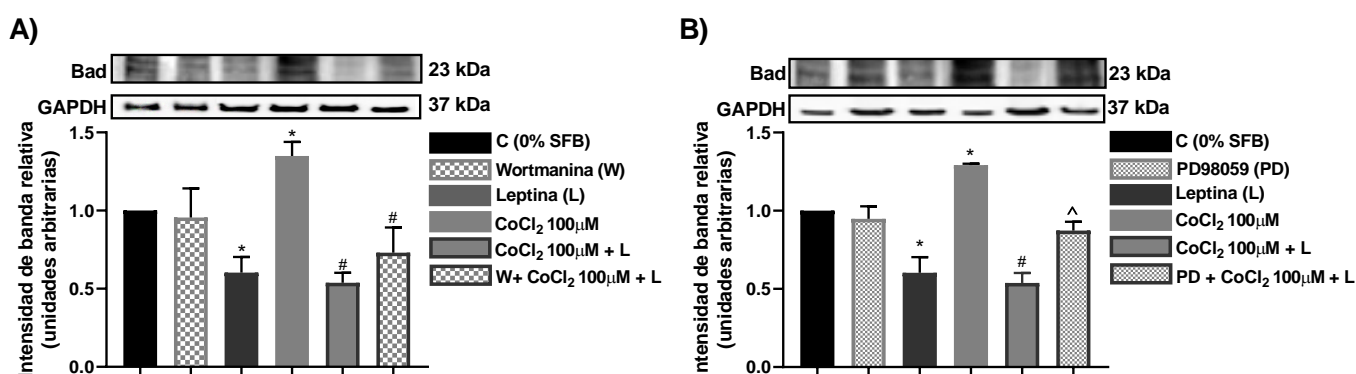 A)
Bad
23 kDa
GAPDH
37 kDa
ntensidad de banda relativa
(unidades arbitrarias)
1.5
1.0
0.5
0.0
*
*
#
#
C (0% SFB)
Wortmanina (W)
Leptina (L)
CoCl₂ 100μM
CoCl₂ 100μM + L
W+ CoCl₂ 100μM + L
B)
Bad
23 kDa
GAPDH
37 kDa
ntensidad de banda relativa
(unidades arbitrarias)
1.5
1.0
0.5
0.0
*
*
#
^
C (0% SFB)
PD98059 (PD)
Leptina (L)
CoCl₂ 100μM
CoCl₂ 100μM + L
PD + CoCl₂ 100μM + L